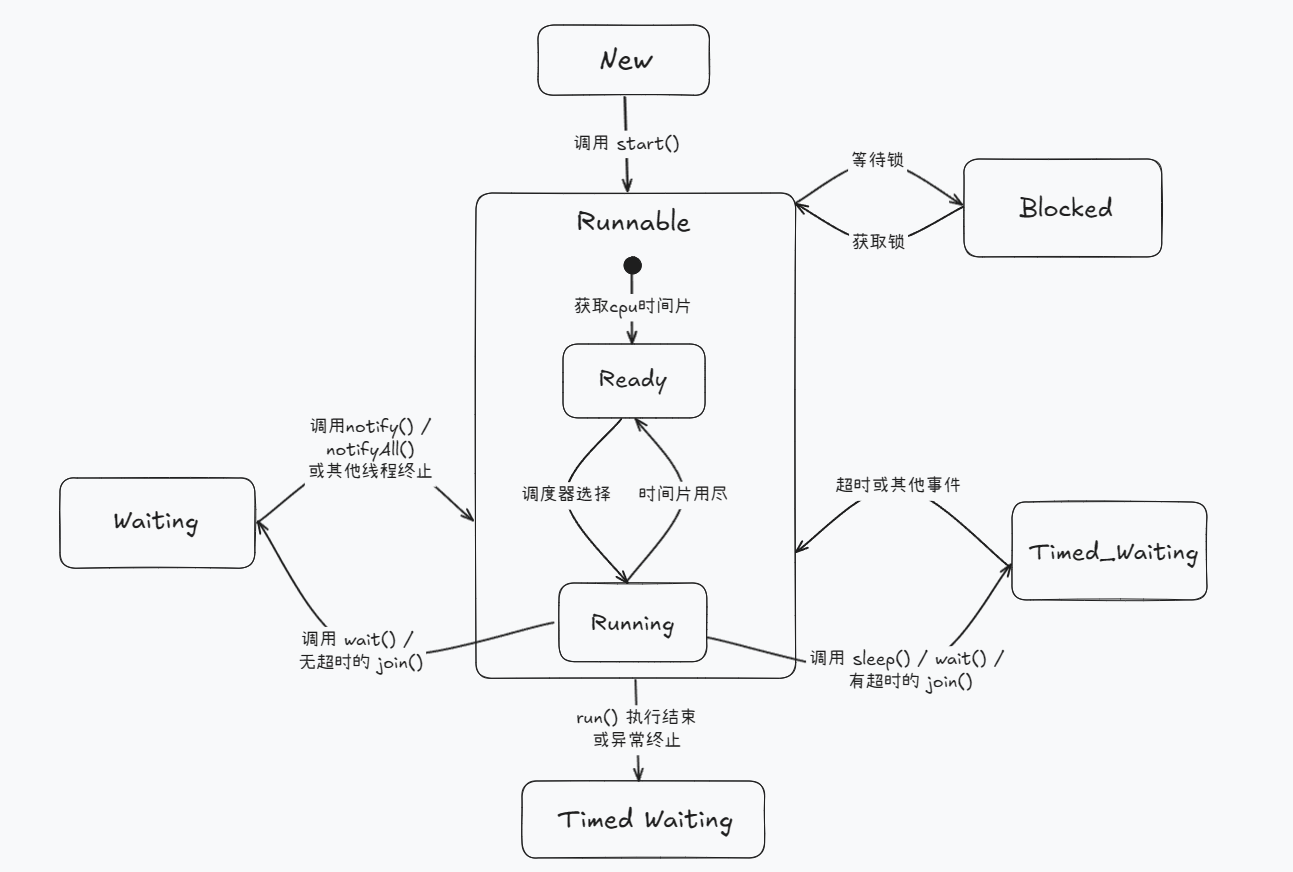 New
调用 start()
Runnable
等待锁
Blocked
获取锁
获取cpu时间片
Ready
调用notify() /
notifyAll()
或其他线程终止
调度器选择
时间片用尽
超时或其他事件
Waiting
Timed_Waiting
Running
调用 wait() /
无超时的 join()
调用 sleep() / wait() /
有超时的 join()
run() 执行结束
或异常终止
Timed Waiting